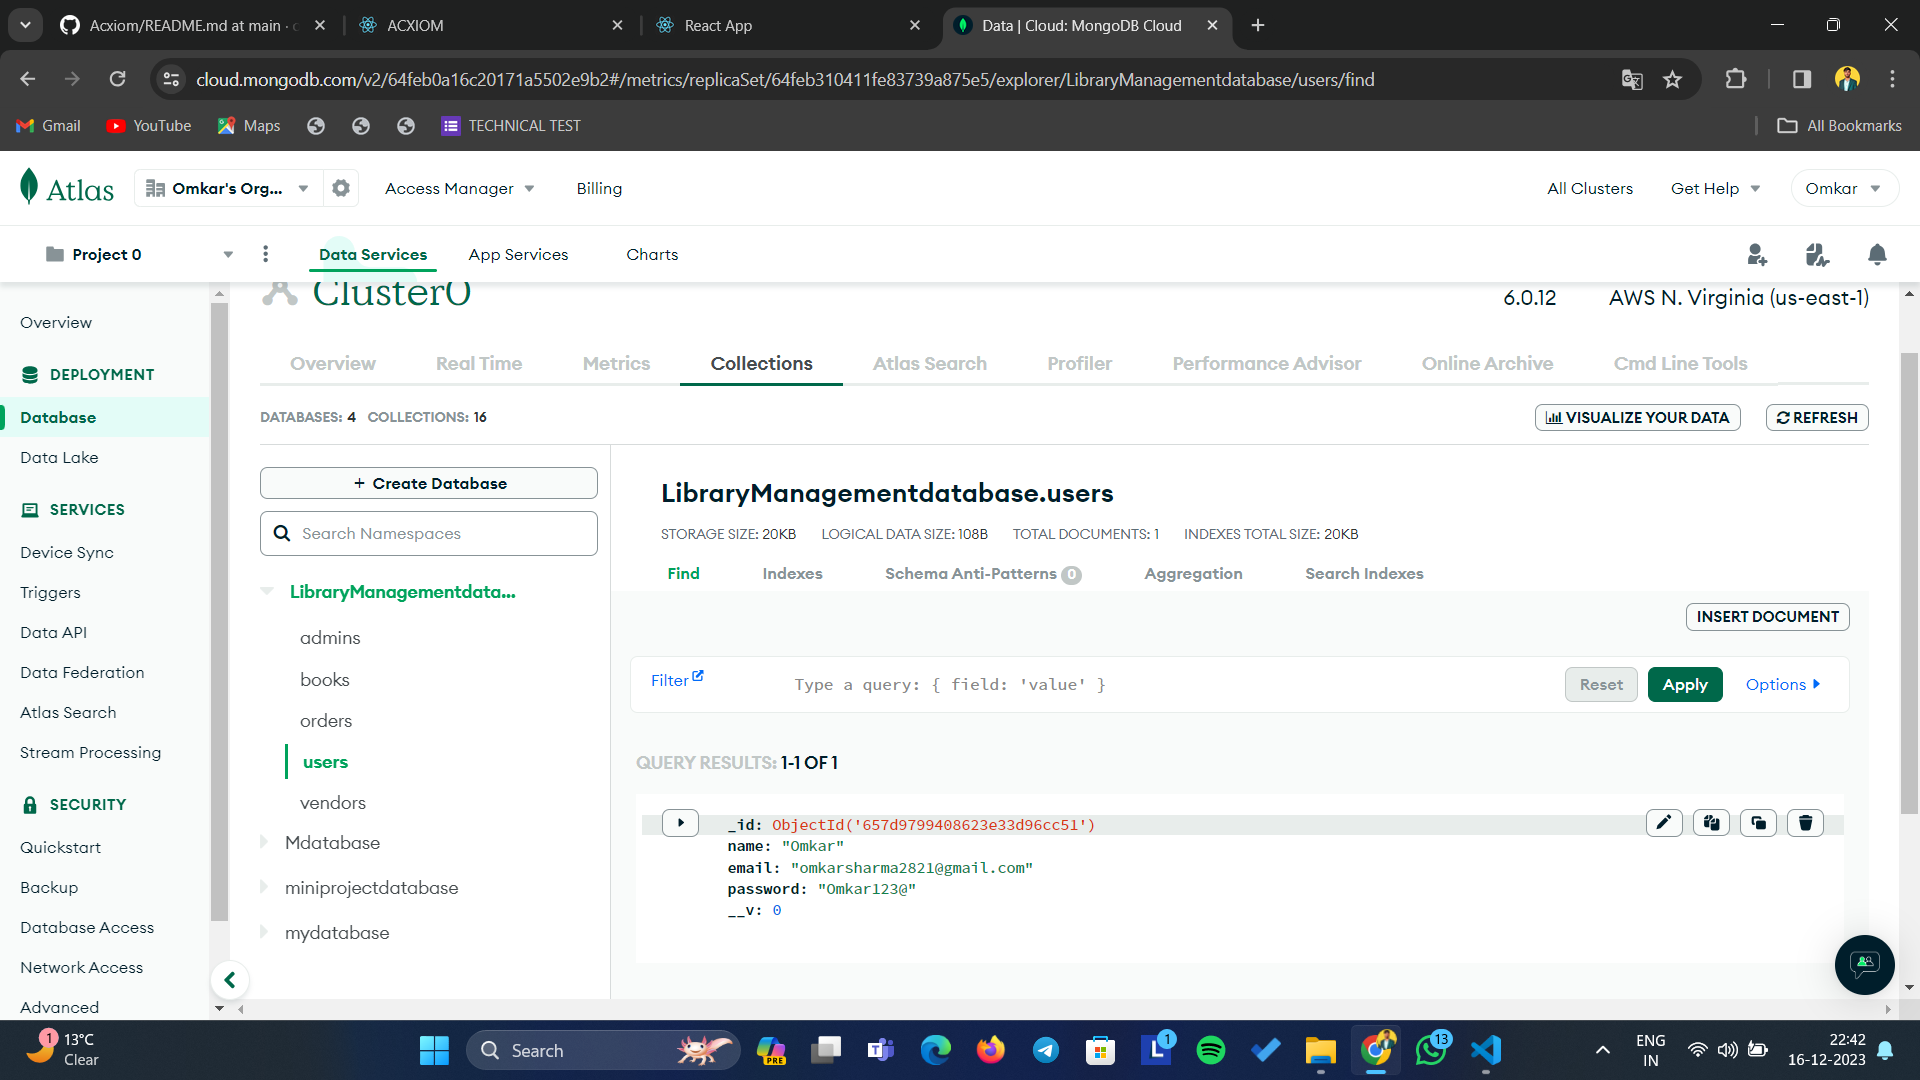 Acxiom/README.md at main · c
ACXIOM
React App
Data | Cloud: MongoDB Cloud
cloud.mongodb.com/v2/64feb0a16c20171a5502e9b2#/metrics/replicaSet/64feb310411fe83739a875e5/explorer/LibraryManagementdatabase/users/find
Gmail
YouTube
Maps
TECHNICAL TEST
All Bookmarks
Atlas
Omkar's Org...
Access Manager
Billing
All Clusters
Get Help
Omkar
Project 0
Data Services
App Services
Charts
Overview
DEPLOYMENT
Database
Data Lake
SERVICES
Device Sync
Triggers
Data API
Data Federation
Atlas Search
Stream Processing
SECURITY
Quickstart
Backup
Database Access
Network Access
Advanced
Cluster0
6.0.12
AWS N. Virginia (us-east-1)
Overview
Real Time
Metrics
Collections
Atlas Search
Profiler
Performance Advisor
Online Archive
Cmd Line Tools
DATABASES: 4 COLLECTIONS: 16
VISUALIZE YOUR DATA
REFRESH
+ Create Database
Search Namespaces
LibraryManagementdata...
admins
books
orders
users
vendors
Mdatabase
miniprojectdatabase
mydatabase
LibraryManagementdatabase.users
STORAGE SIZE: 20KB LOGICAL DATA SIZE: 108B TOTAL DOCUMENTS: 1 INDEXES TOTAL SIZE: 20KB
Find
Indexes
Schema Anti-Patterns 0
Aggregation
Search Indexes
INSERT DOCUMENT
Filter
Type a query: { field: 'value' }
Reset
Apply
Options
QUERY RESULTS: 1-1 OF 1
_id: ObjectId('657d9799408623e33d96cc51')
name: "Omkar"
email: "omkarsharma2821@gmail.com"
password: "Omkar123@"
__v: 0
1
13°C
Clear
Search
PRE
1
13
ENG
IN
22:42
16-12-2023